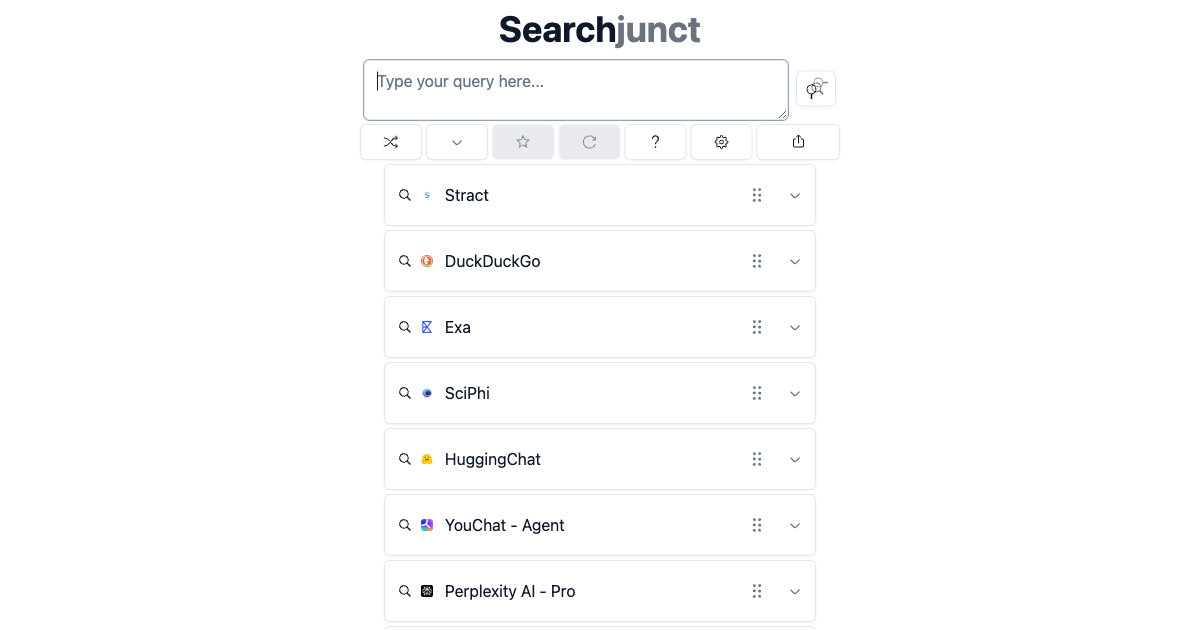 Searchjunct
Type your query here...
?
Stract
DuckDuckGo
Exa
SciPhi
HuggingChat
YouChat - Agent
Perplexity AI - Pro